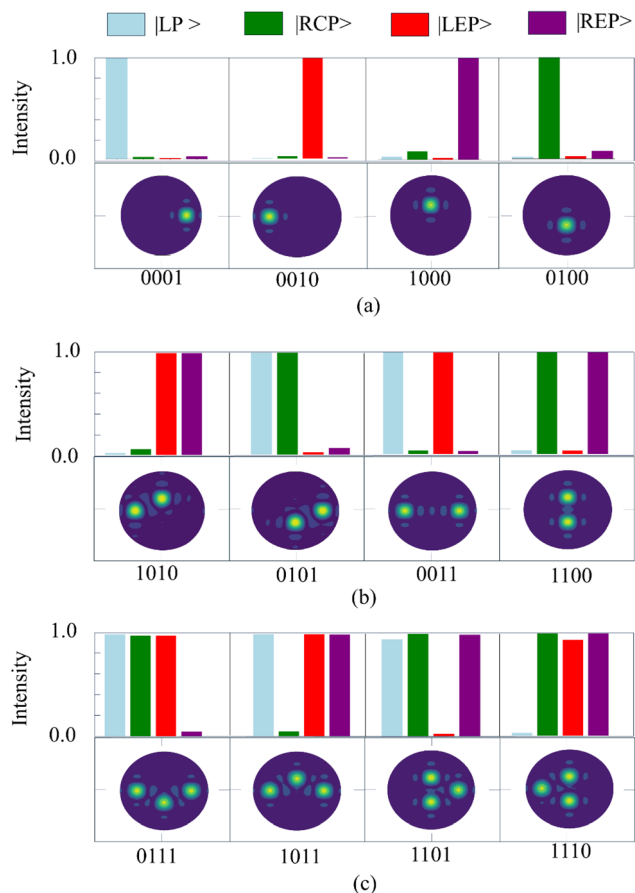 |LP > |RCP> |LEP> |REP>
1.0
Intensity
0.0
0001 0010 1000 0100
(a)
1.0
Intensity
0.0
1010 0101 0011 1100
(b)
1.0
Intensity
0.0
0111 1011 1101 1110
(c)